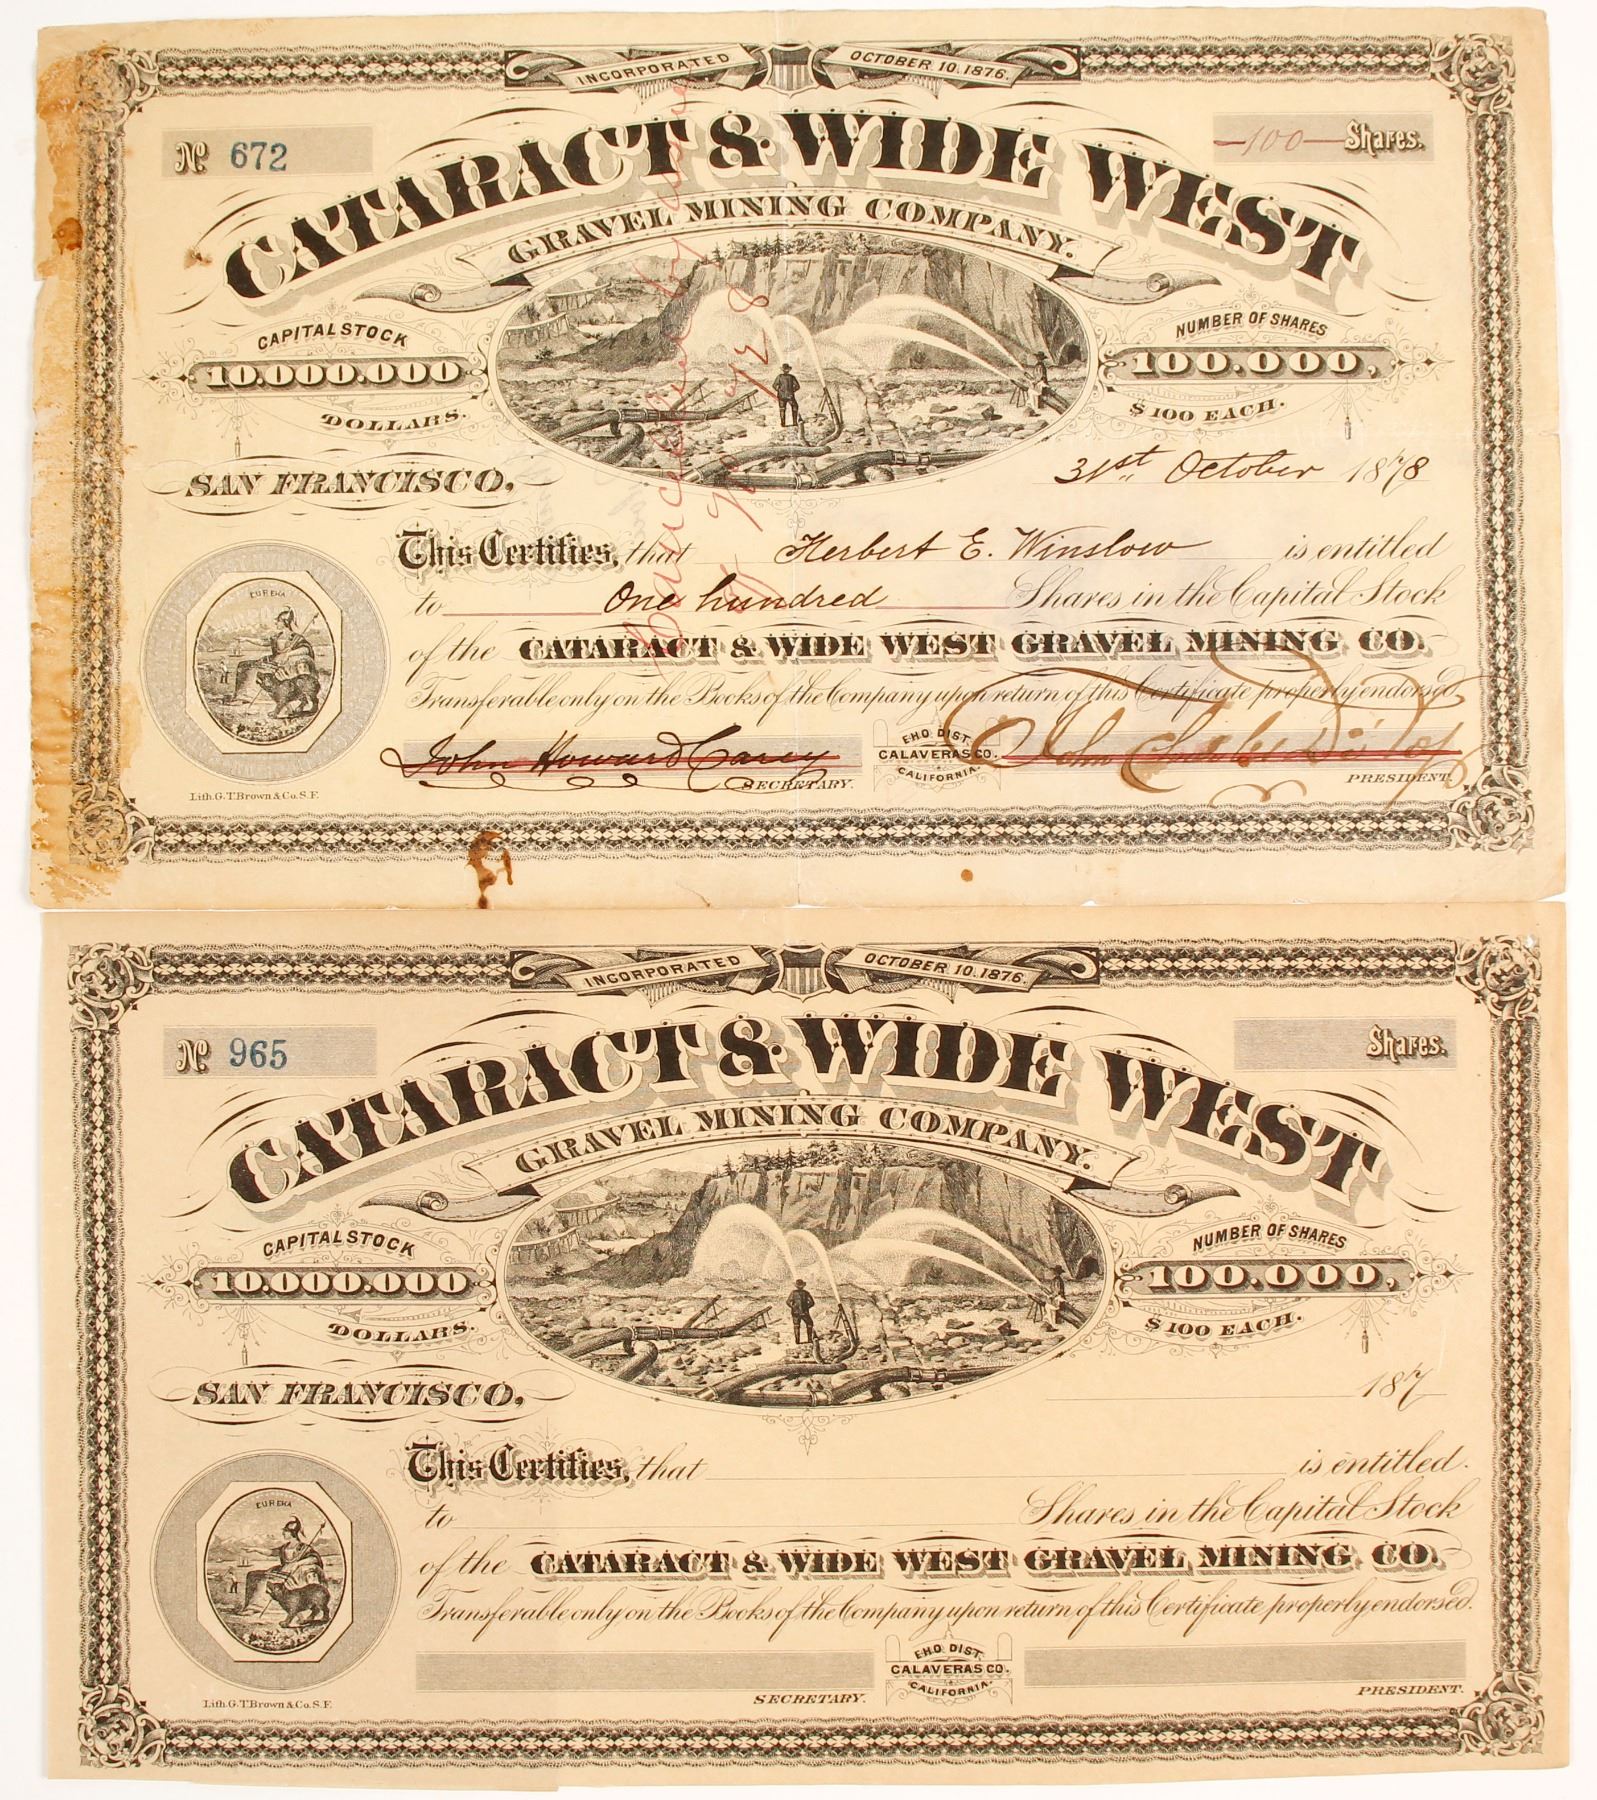 INCORPORATED OCTOBER 10, 1876.
Nº 672
—100— Shares.
CATARACT & WIDE WEST
GRAVEL MINING COMPANY.
CAPITAL STOCK
10.000.000
DOLLARS.
NUMBER OF SHARES
100.000,
$100 EACH.
SAN FRANCISCO, 31st October 1878
This Certifies, that Herbert E. Winslow is entitled
to One hundred Shares in the Capital Stock
of the CATARACT & WIDE WEST GRAVEL MINING CO.
Transferable only on the Books of the Company upon return of this Certificate properly endorsed.
EUREKA
John Howard Carey
SECRETARY.
E.H.O. DIST.
CALAVERAS CO.
CALIFORNIA.
John Charles
PRESIDENT.
Lith. G.T. Brown & Co. S.F.
Cancelled by
INCORPORATED OCTOBER 10, 1876.
Nº 965
Shares.
CATARACT & WIDE WEST
GRAVEL MINING COMPANY.
CAPITAL STOCK
10.000.000
DOLLARS.
NUMBER OF SHARES
100.000,
$100 EACH.
SAN FRANCISCO, 187
This Certifies, that is entitled
to Shares in the Capital Stock
of the CATARACT & WIDE WEST GRAVEL MINING CO.
Transferable only on the Books of the Company upon return of this Certificate properly endorsed.
EUREKA
SECRETARY.
E.H.O. DIST.
CALAVERAS CO.
CALIFORNIA.
PRESIDENT.
Lith. G.T. Brown & Co. S.F.